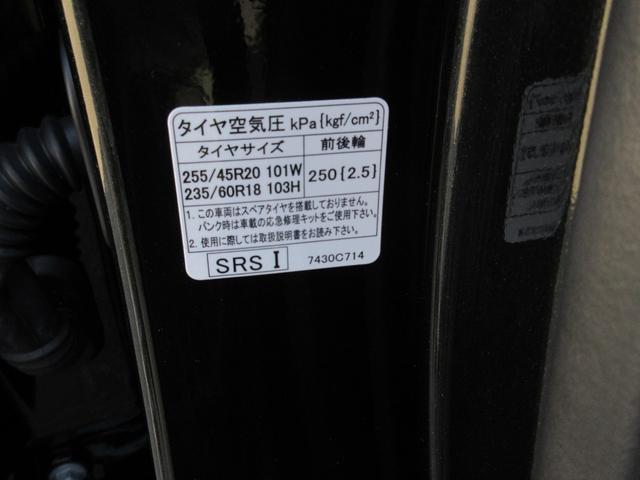 タイヤ空気圧 kPa{kgf/cm²}
タイヤサイズ 前後輪
255/45R20 101W
235/60R18 103H
250{2.5}
1. この車両はスペアタイヤを搭載しておりません。
パンク時は車載の応急修理キットをご使用ください。
2. 使用に際しては取扱説明書をお読み下さい。
SRS I 7430C714